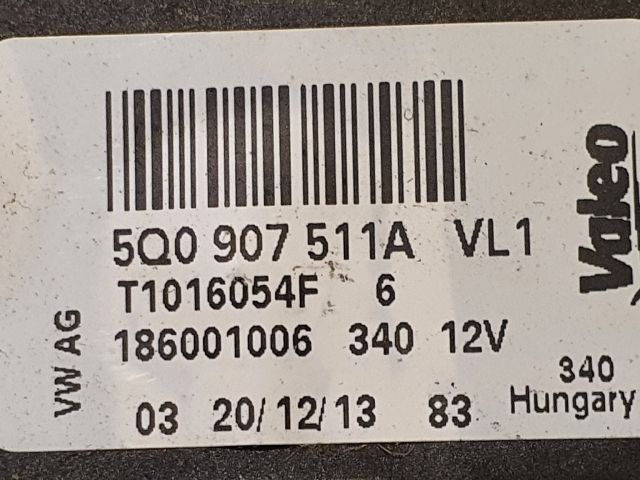 5Q0 907 511A VL1
T1016054F 6
186001006 340 12V
03 20/12/13 83
VW AG
Valeo
340
Hungary